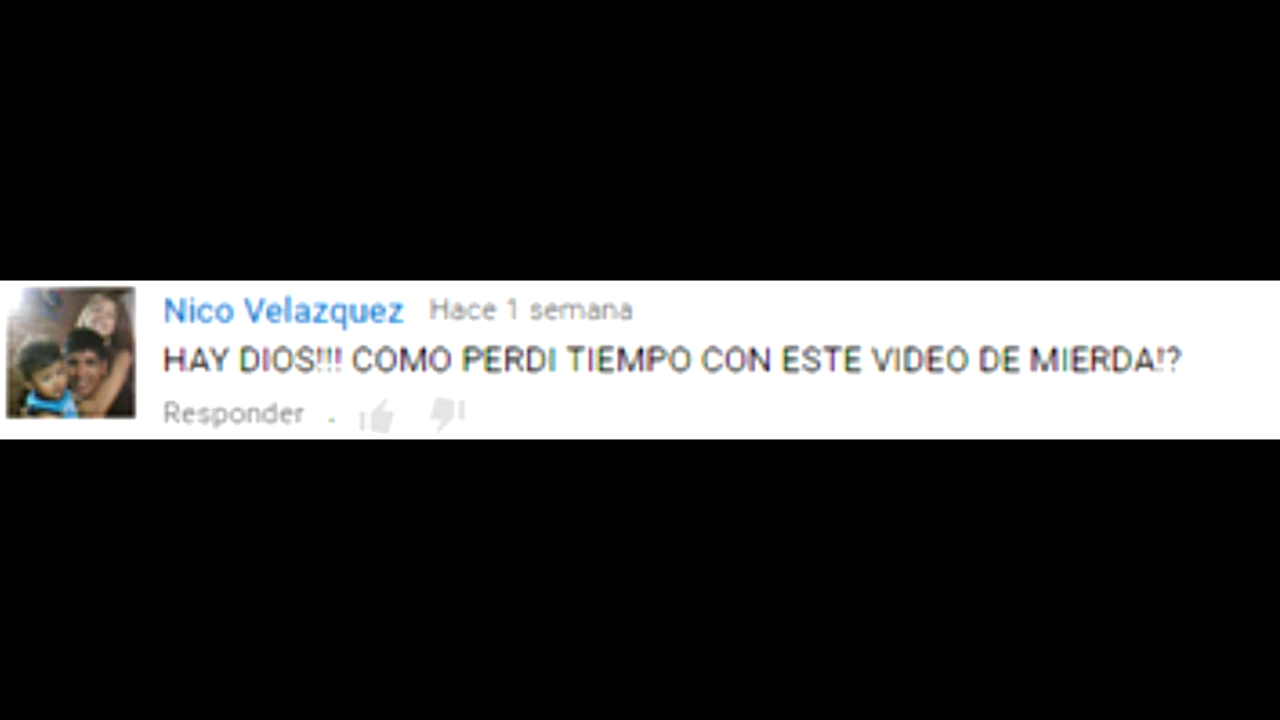 Nico Velazquez Hace 1 semana
HAY DIOS!!! COMO PERDI TIEMPO CON ESTE VIDEO DE MIERDA!?
Responder .